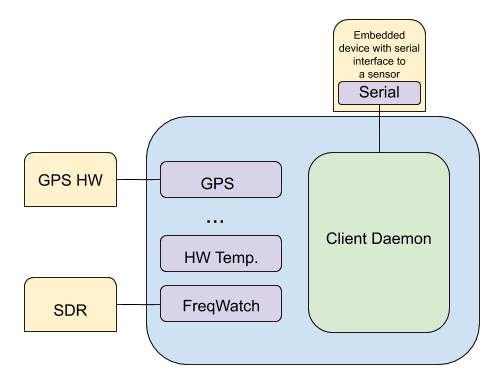 Embedded
device with serial
interface to
a sensor
Serial
GPS HW
GPS
...
Client Daemon
HW Temp.
SDR
FreqWatch